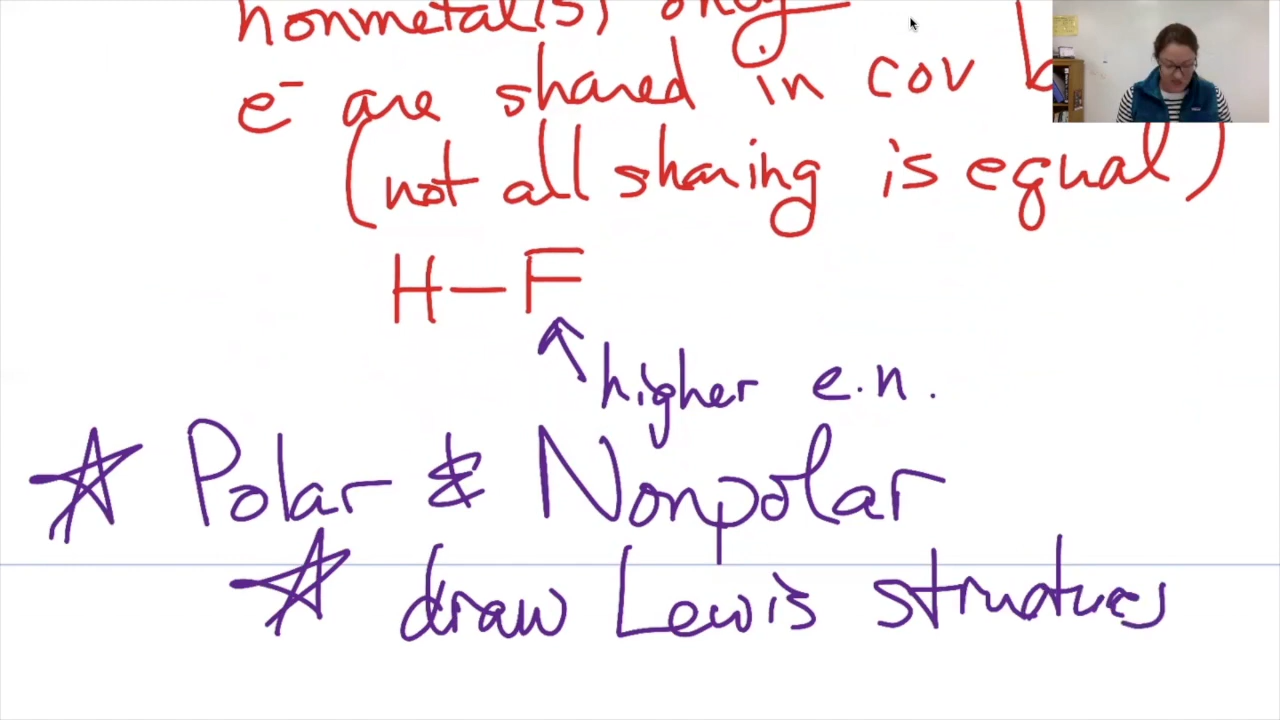 nonmetal(s) only
e⁻ are shared in cov
(not all sharing is equal)
H—F
higher e.n.
☆ Polar & Nonpolar
☆ draw Lewis structures